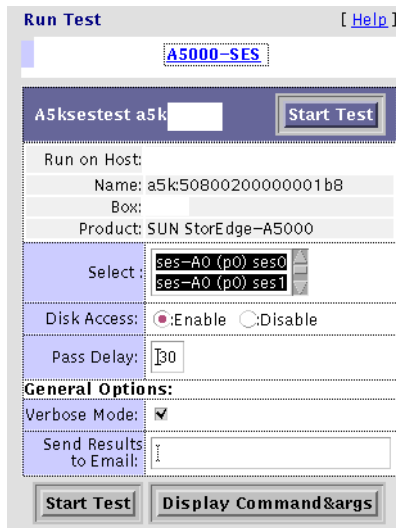 Run Test [ Help ]
A5000-SES
A5ksestest a5k Start Test
Run on Host:
Name: a5k:50800200000001b8
Box:
Product: SUN StorEdge-A5000
Select : ses-A0 (p0) ses0
ses-A0 (p0) ses1
Disk Access: :Enable :Disable
Pass Delay: 30
General Options:
Verbose Mode:
Send Results
to Email:
Start Test Display Command&args